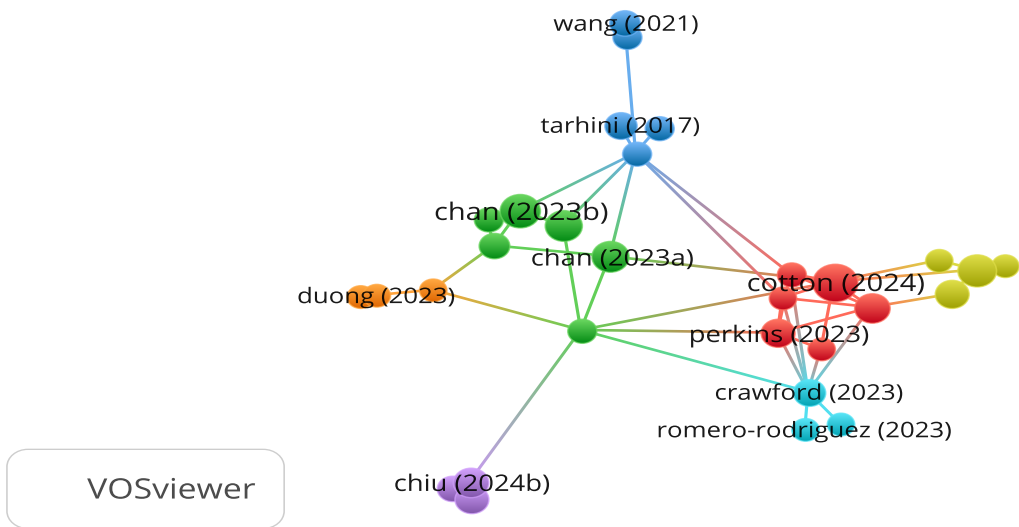 wang (2021)
tarhini (2017)
chan (2023b)
chan (2023a)
cotton (2024)
duong (2023)
perkins (2023)
crawford (2023)
romero-rodriguez (2023)
chiu (2024b)
VOSviewer